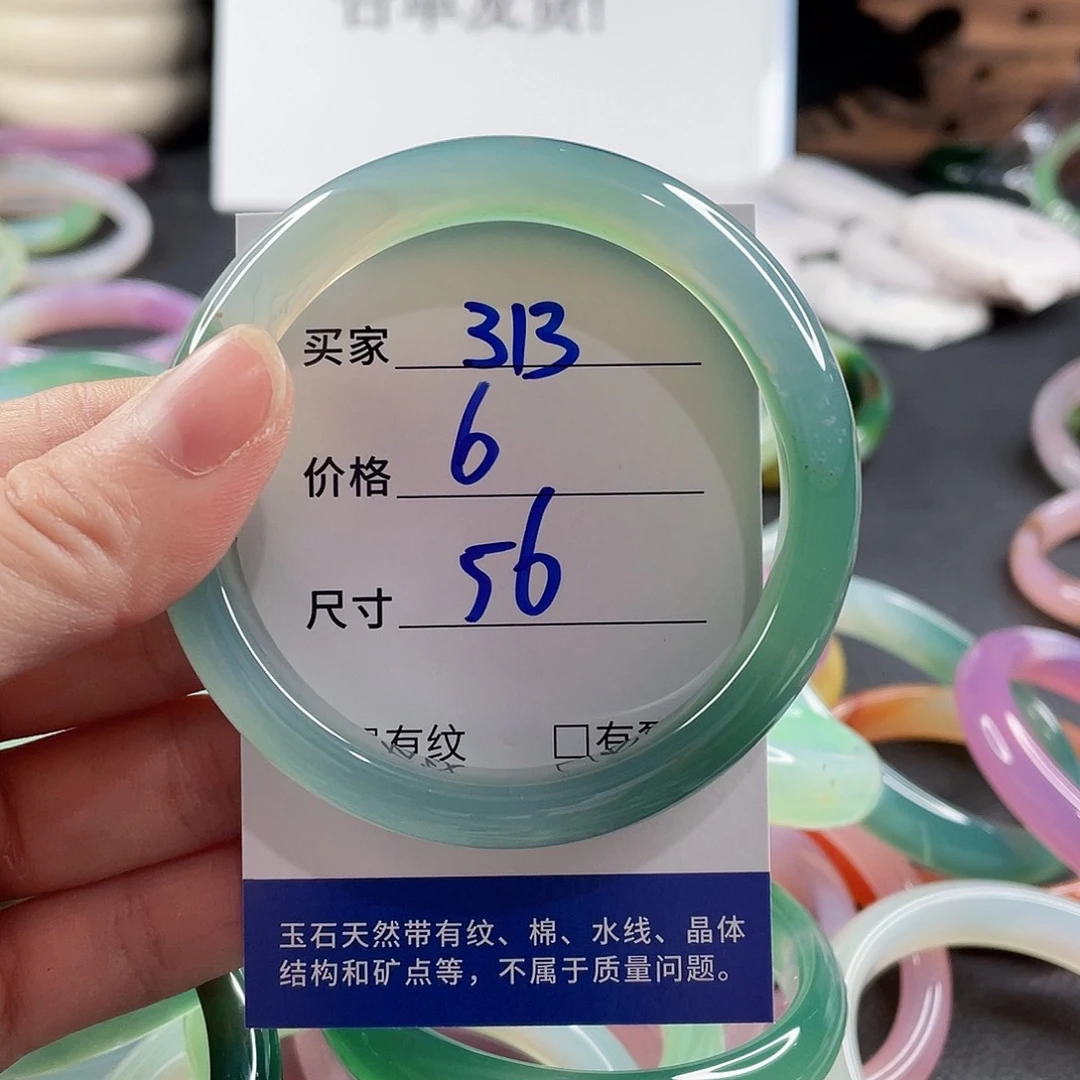 买家 313
价格 6
尺寸 56
有纹 □有
玉石天然带有纹、棉、水线、晶体
结构和矿点等，不属于质量问题。